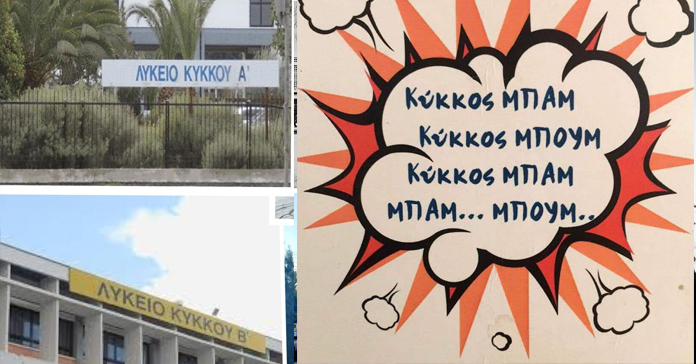 ΛΥΚΕΙΟ ΚΥΚΚΟΥ Α'
ΛΥΚΕΙΟ ΚΥΚΚΟΥ Β'
Κύκκος ΜΠΑΜ
Κύκκος ΜΠΟΥΜ
Κύκκος ΜΠΑΜ
ΜΠΑΜ... ΜΠΟΥΜ..